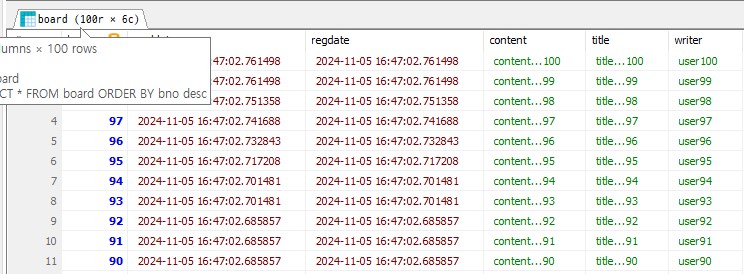 board (100r × 6c)
regdate content title writer
umns × 100 rows
:47:02.761498 2024-11-05 16:47:02.761498 content...100 title...100 user100
ard
:47:02.761498 2024-11-05 16:47:02.761498 content...99 title...99 user99
CT * FROM board ORDER BY bno desc
:47:02.751358 2024-11-05 16:47:02.751358 content...98 title...98 user98
4 97 2024-11-05 16:47:02.741688 2024-11-05 16:47:02.741688 content...97 title...97 user97
5 96 2024-11-05 16:47:02.732843 2024-11-05 16:47:02.732843 content...96 title...96 user96
6 95 2024-11-05 16:47:02.717208 2024-11-05 16:47:02.717208 content...95 title...95 user95
7 94 2024-11-05 16:47:02.701481 2024-11-05 16:47:02.701481 content...94 title...94 user94
8 93 2024-11-05 16:47:02.701481 2024-11-05 16:47:02.701481 content...93 title...93 user93
9 92 2024-11-05 16:47:02.685857 2024-11-05 16:47:02.685857 content...92 title...92 user92
10 91 2024-11-05 16:47:02.685857 2024-11-05 16:47:02.685857 content...91 title...91 user91
11 90 2024-11-05 16:47:02.685857 2024-11-05 16:47:02.685857 content...90 title...90 user90